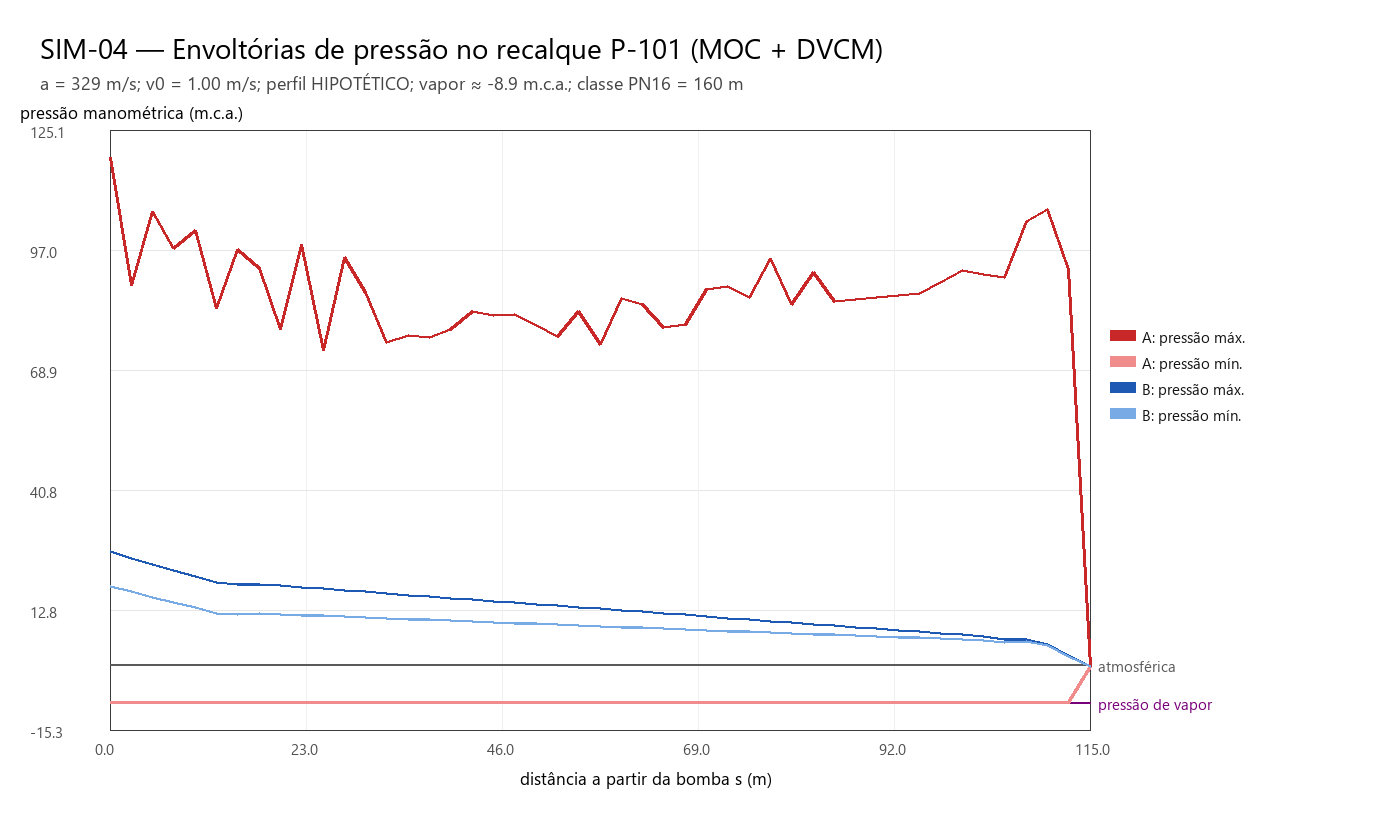 SIM-04 — Envoltórias de pressão no recalque P-101 (MOC + DVCM)
a = 329 m/s; v0 = 1.00 m/s; perfil HIPOTÉTICO; vapor ≈ -8.9 m.c.a.; classe PN16 = 160 m
pressão manométrica (m.c.a.)
125.1
97.0
68.9
40.8
12.8
-15.3
A: pressão máx.
A: pressão mín.
B: pressão máx.
B: pressão mín.
atmosférica
pressão de vapor
0.0 23.0 46.0 69.0 92.0 115.0
distância a partir da bomba s (m)